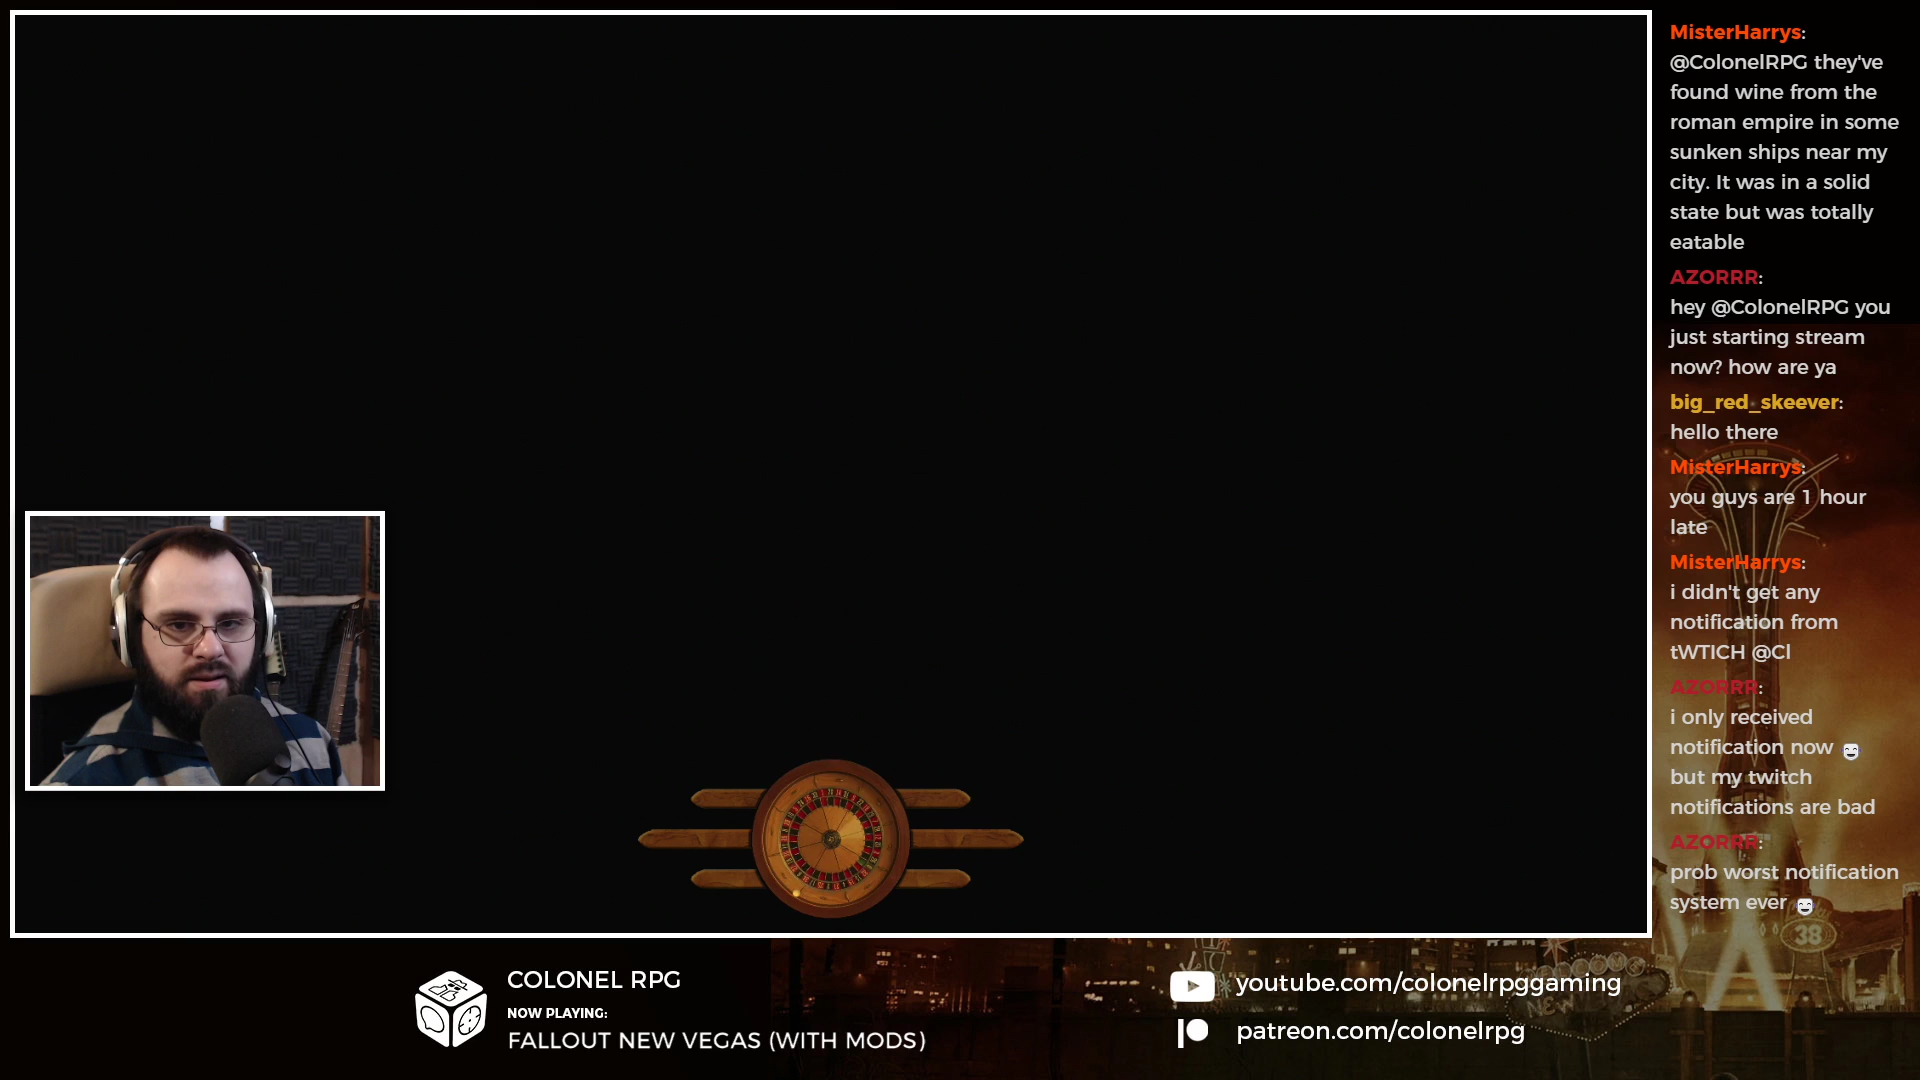 MisterHarrys:
@ColonelRPG they've
found wine from the
roman empire in some
sunken ships near my
city. It was in a solid
state but was totally
eatable
AZORRR:
hey @ColonelRPG you
just starting stream
now? how are ya
big_red_skeever:
hello there
MisterHarrys:
you guys are 1 hour
late
MisterHarrys:
i didn't get any
notification from
tWTICH @Cl
AZORRR:
i only received
notification now
but my twitch
notifications are bad
AZORRR:
prob worst notification
system ever
38
COLONEL RPG
NOW PLAYING:
FALLOUT NEW VEGAS (WITH MODS)
youtube.com/colonelrpggaming
patreon.com/colonelrpg